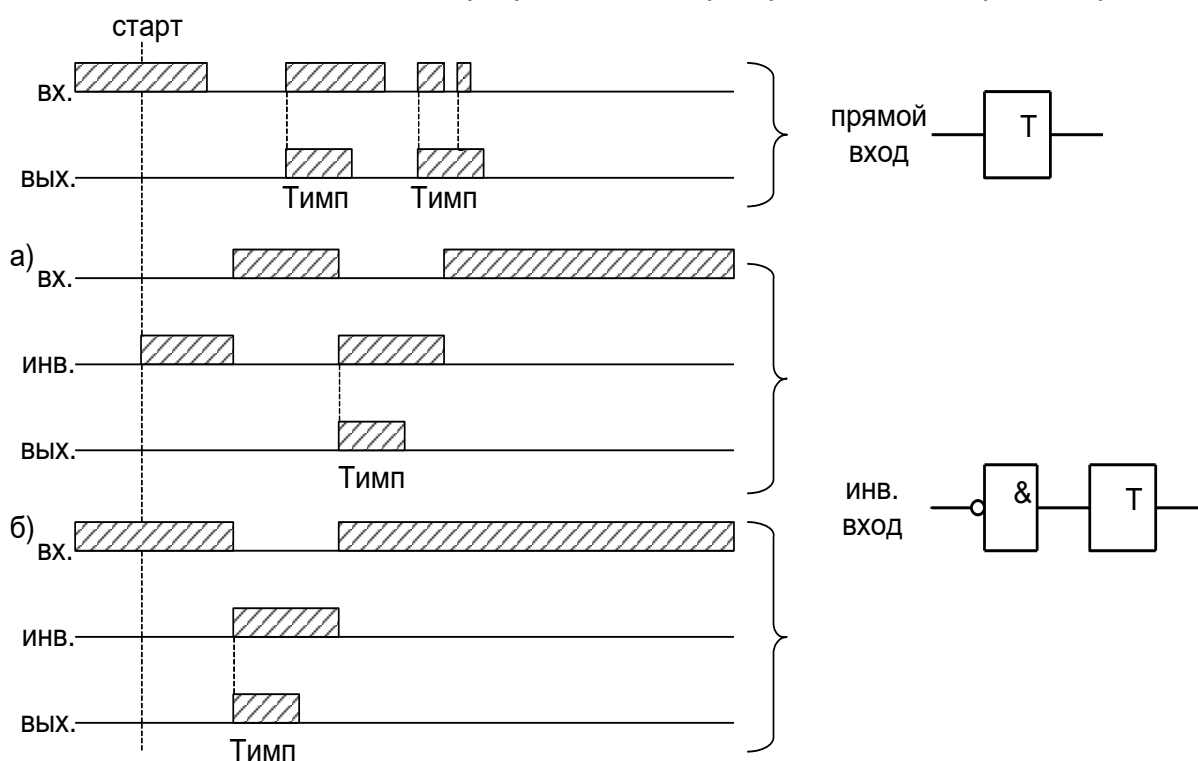 старт
вх.
вых.
Тимп Тимп
прямой
вход
T
а)
вх.
инв.
вых.
Тимп
инв.
вход
&
T
б)
вх.
инв.
вых.
Тимп